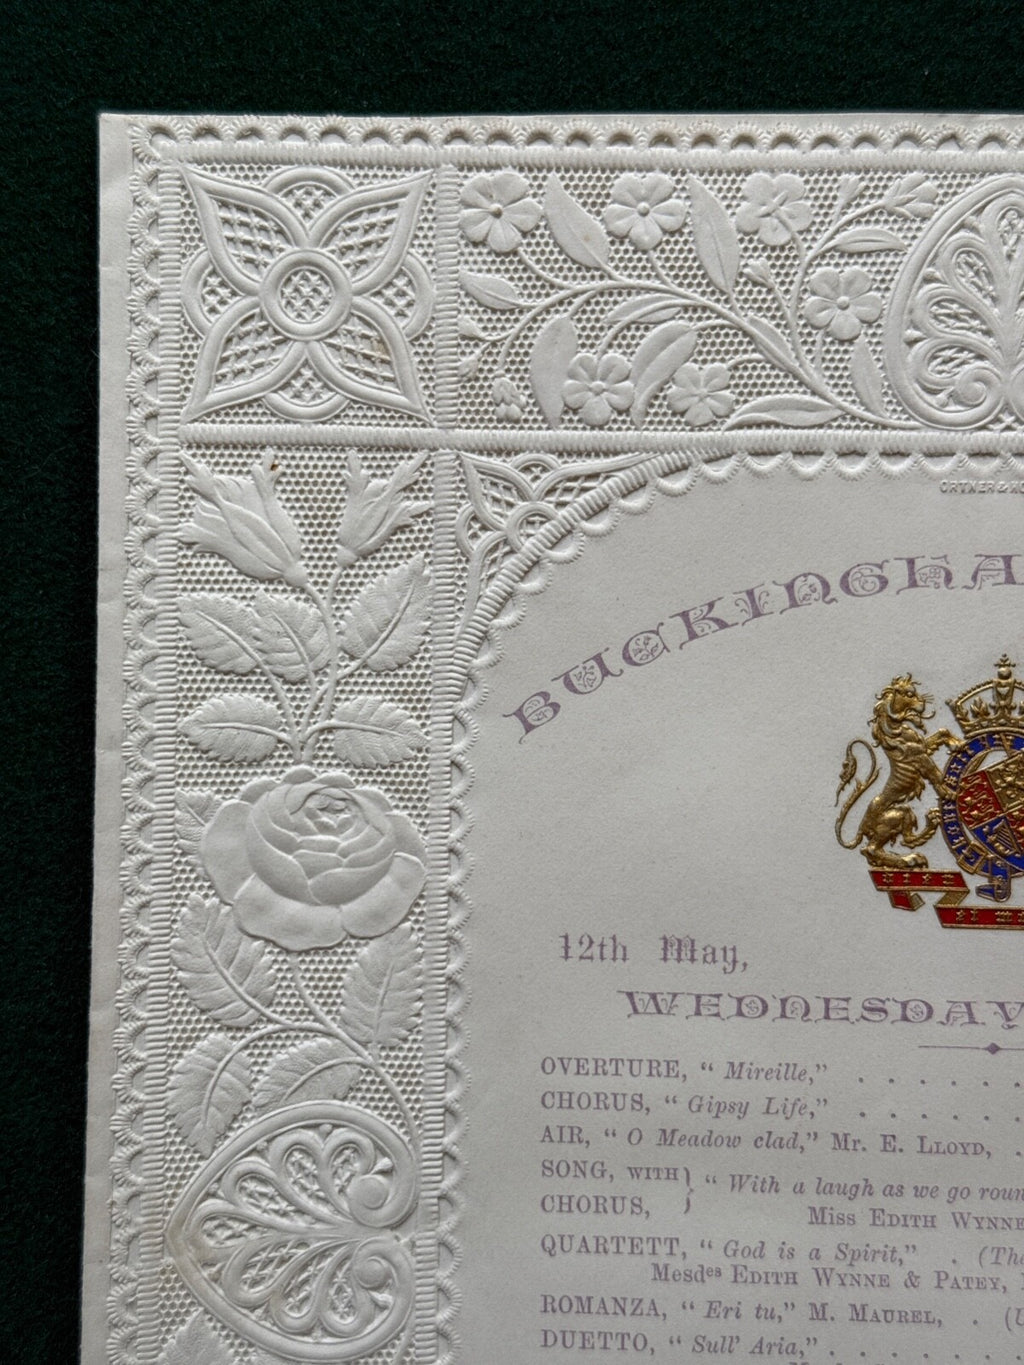 ORTNER & HO
BUCKINGHA
12th May,
WEDNESDAY
OVERTURE, “ Mireille,” . . . . . .
CHORUS, “ Gipsy Life,” . . . . . .
AIR, “ O Meadow clad,” Mr. E. LLOYD, .
SONG, WITH } “ With a laugh as we go roun
CHORUS, } Miss EDITH WYNNE
QUARTETT, “ God is a Spirit,” . (The
Mesdes EDITH WYNNE & PATEY,
ROMANZA, “ Eri tu,” M. MAUREL, . (U
DUETTO, “ Sull’ Aria,” . . . . . . .